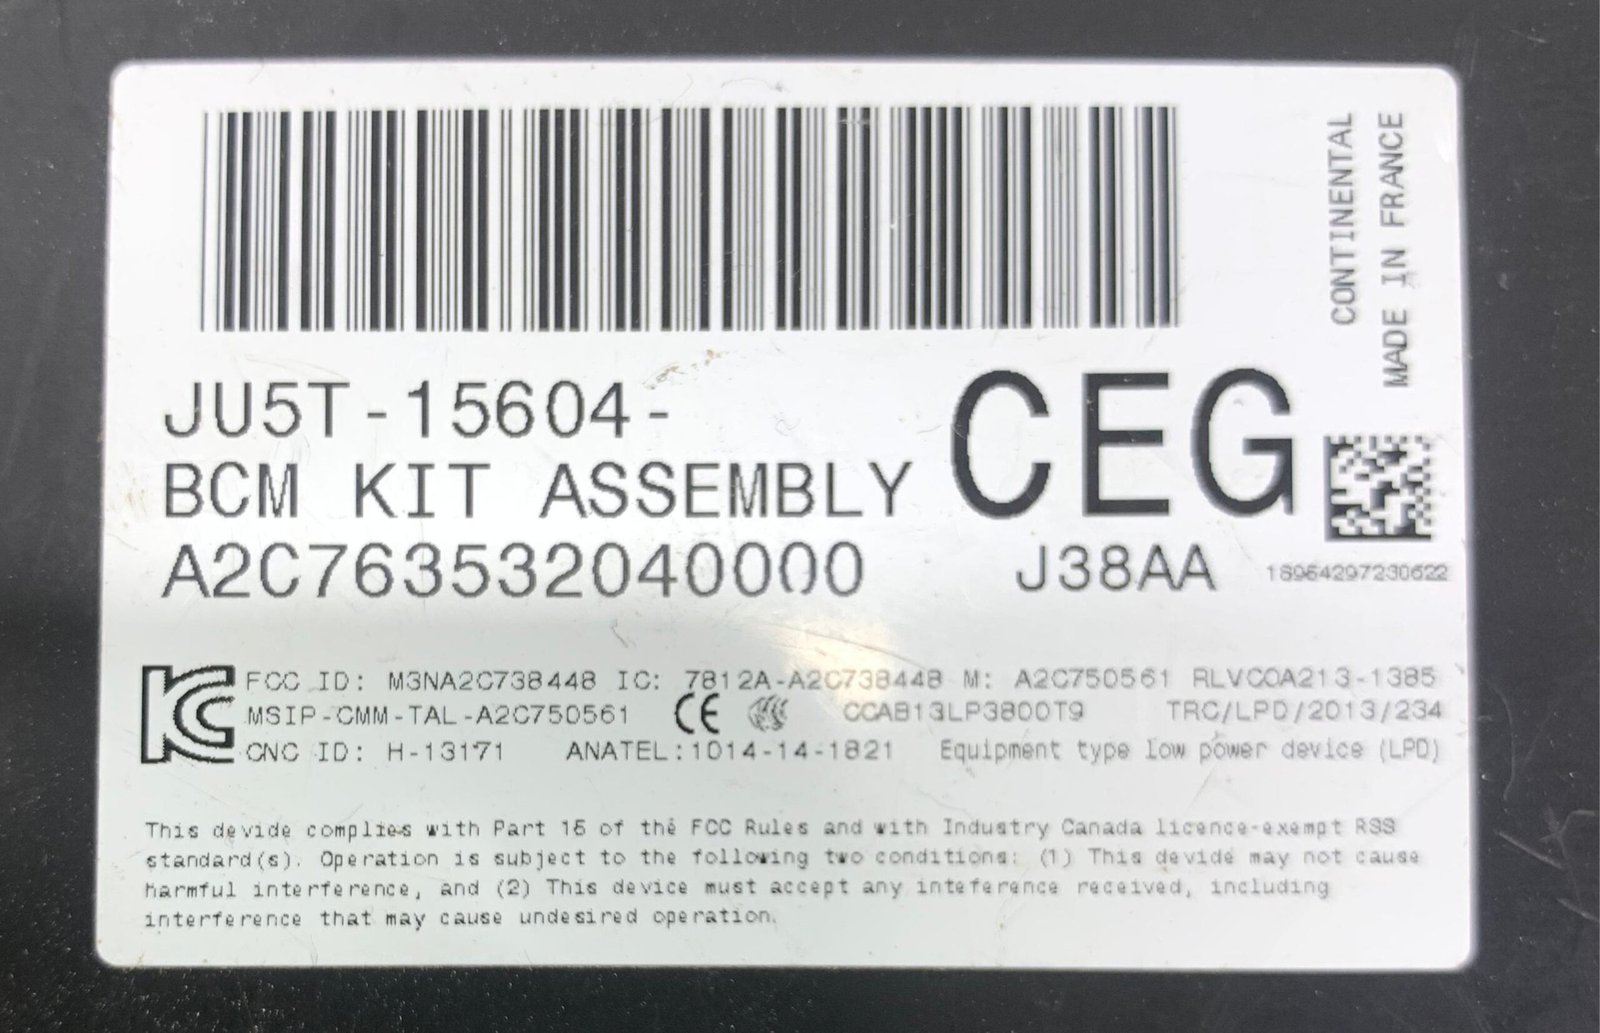 CONTINENTAL
MADE IN FRANCE
JU5T-15604-
CEG
BCM KIT ASSEMBLY
A2C763532040000
J38AA
18964297230622
FCC ID: M3NA2C738448 IC: 7812A-A2C738448 M: A2C750561 RLVCOA213-1385
MSIP-CMM-TAL-A2C750561 CE CCAB13LP3800T9 TRC/LPD/2013/234
CNC ID: H-13171 ANATEL:1014-14-1821 Equipment type low power device (LPD)
This devide complies with Part 15 of the FCC Rules and with Industry Canada licence-exempt RSS
standard(s). Operation is subject to the following two conditions: (1) This devide may not cause
harmful interference, and (2) This device must accept any inteference received, including
interference that may cause undesired operation.